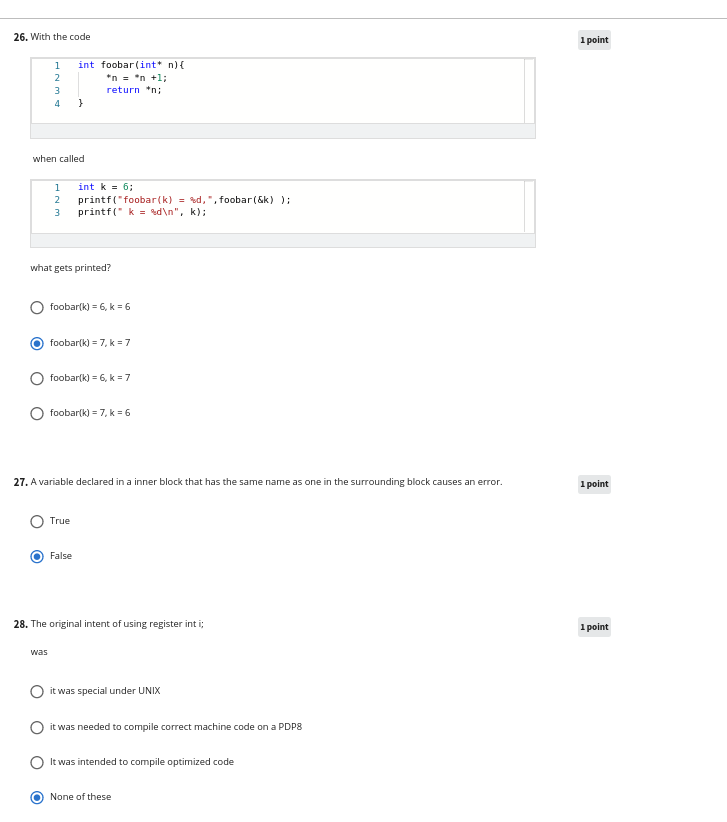 26. With the code
1 point
1 int foobar(int* n){
2 *n = *n +1;
3 return *n;
4 }
when called
1 int k = 6;
2 printf("foobar(k) = %d,",foobar(&k) );
3 printf(" k = %d\n", k);
what gets printed?
foobar(k) = 6, k = 6
foobar(k) = 7, k = 7
foobar(k) = 6, k = 7
foobar(k) = 7, k = 6
27. A variable declared in a inner block that has the same name as one in the surrounding block causes an error.
1 point
True
False
28. The original intent of using register int i;
1 point
was
it was special under UNIX
it was needed to compile correct machine code on a PDP8
It was intended to compile optimized code
None of these